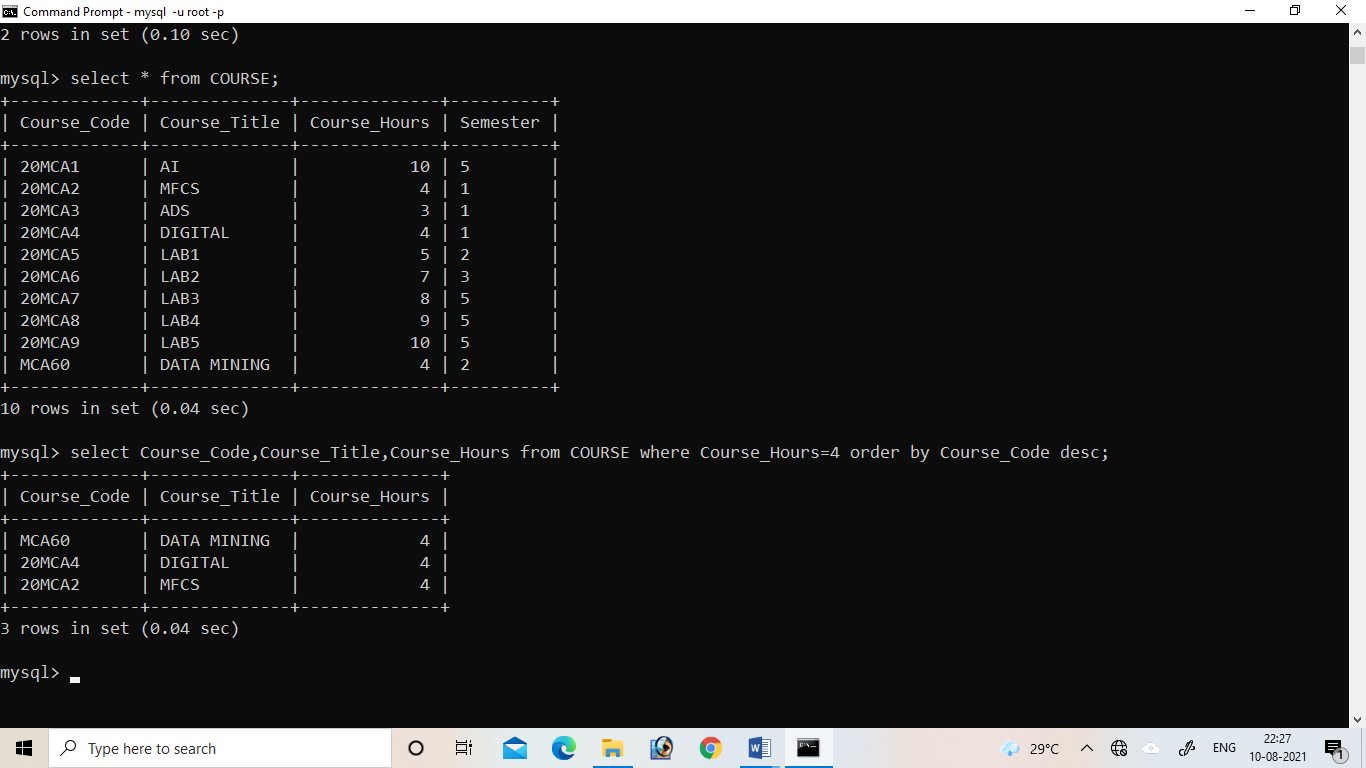 Command Prompt - mysql -u root -p
2 rows in set (0.10 sec)
mysql> select * from COURSE;
+-------------+--------------+--------------+----------+
| Course_Code | Course_Title | Course_Hours | Semester |
+-------------+--------------+--------------+----------+
| 20MCA1      | AI           |           10 | 5        |
| 20MCA2      | MFCS         |            4 | 1        |
| 20MCA3      | ADS          |            3 | 1        |
| 20MCA4      | DIGITAL      |            4 | 1        |
| 20MCA5      | LAB1         |            5 | 2        |
| 20MCA6      | LAB2         |            7 | 3        |
| 20MCA7      | LAB3         |            8 | 5        |
| 20MCA8      | LAB4         |            9 | 5        |
| 20MCA9      | LAB5         |           10 | 5        |
| MCA60       | DATA MINING  |            4 | 2        |
+-------------+--------------+--------------+----------+
10 rows in set (0.04 sec)
mysql> select Course_Code,Course_Title,Course_Hours from COURSE where Course_Hours=4 order by Course_Code desc;
+-------------+--------------+--------------+
| Course_Code | Course_Title | Course_Hours |
+-------------+--------------+--------------+
| MCA60       | DATA MINING  |            4 |
| 20MCA4      | DIGITAL      |            4 |
| 20MCA2      | MFCS         |            4 |
+-------------+--------------+--------------+
3 rows in set (0.04 sec)
mysql>
Type here to search
29°C
ENG
22:27
10-08-2021
1